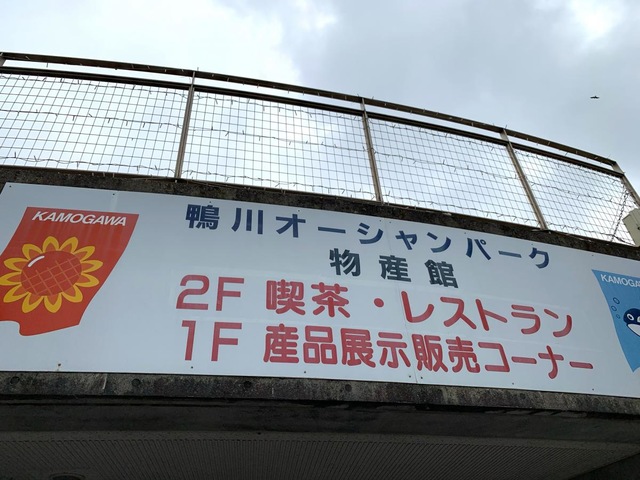 KAMOGAWA
鴨川オーシャンパーク
物産館
2F 喫茶・レストラン
1F 産品展示販売コーナー